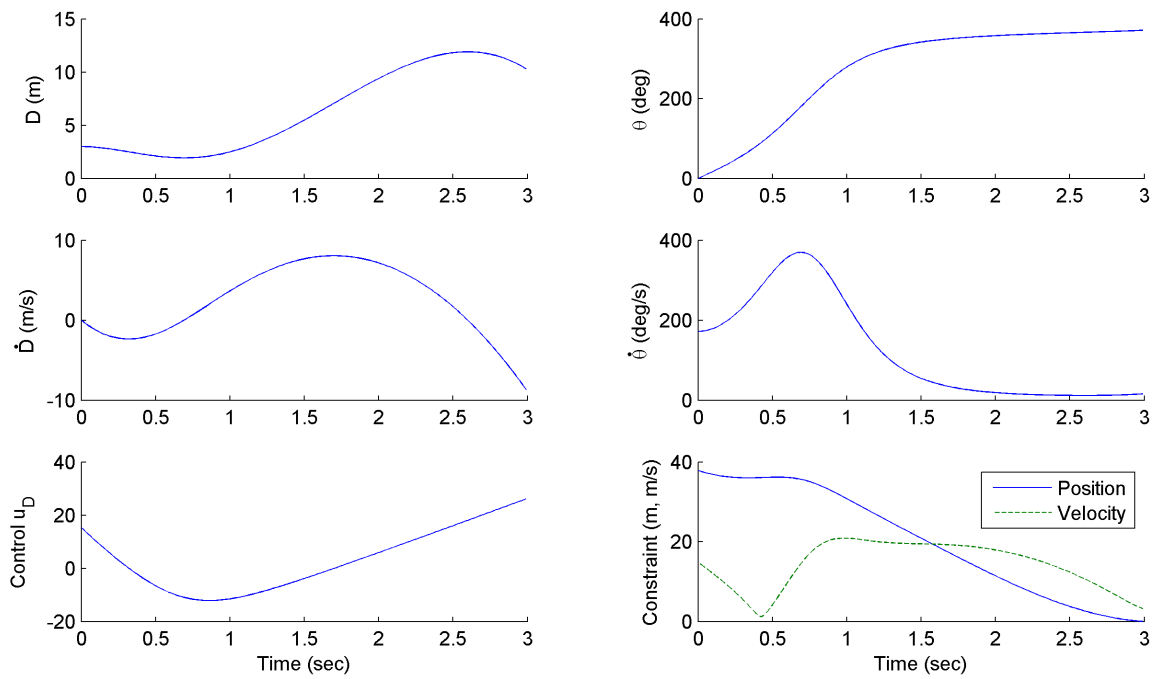 15
10
5
0
D (m)
0 0.5 1 1.5 2 2.5 3
400
200
0
θ (deg)
0 0.5 1 1.5 2 2.5 3
10
0
-10
Ḋ (m/s)
0 0.5 1 1.5 2 2.5 3
400
200
0
θ̇ (deg/s)
0 0.5 1 1.5 2 2.5 3
40
20
0
-20
Control u_D
0 0.5 1 1.5 2 2.5 3
Time (sec)
40
20
0
Constraint (m, m/s)
Position
Velocity
0 0.5 1 1.5 2 2.5 3
Time (sec)